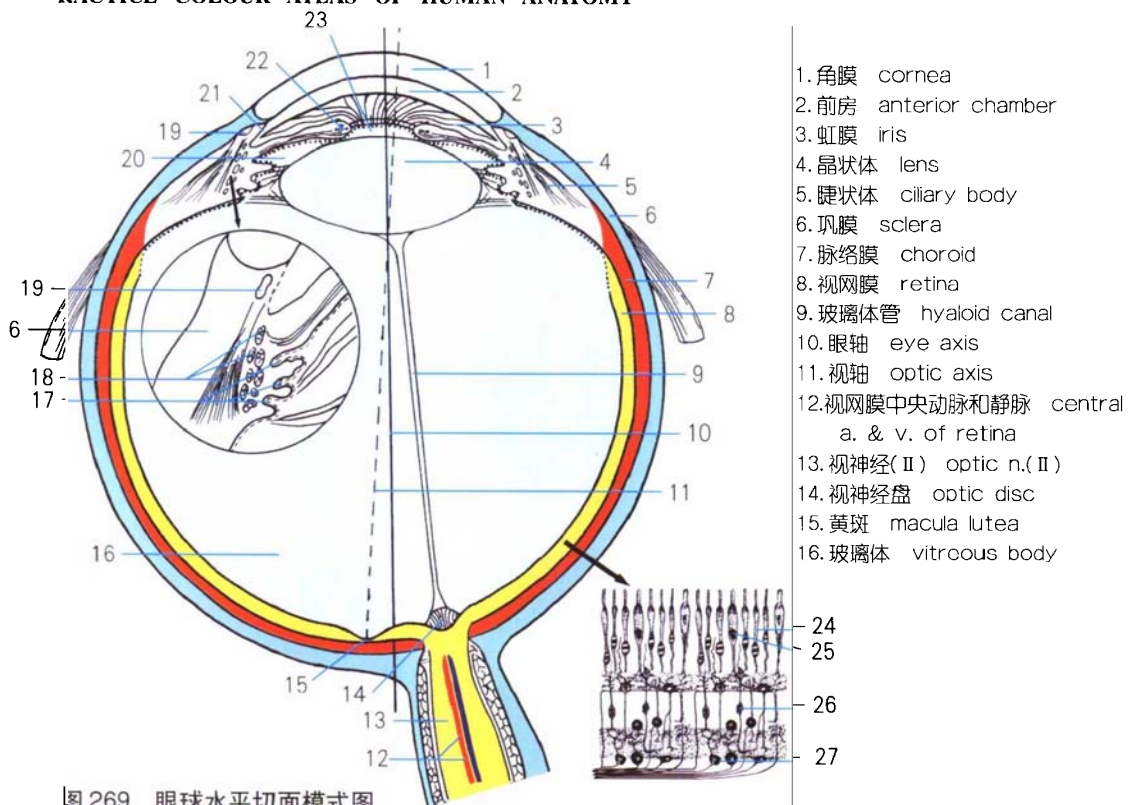 RACTICE COLOUR ATLAS OF HUMAN ANATOMY
23
22
1
21
2
19
3
20
4
5
6
19
7
6
8
18
9
17
10
11
16
24
25
15
14
26
13
12
27
图 269 眼球水平切面模式图
1.角膜 cornea
2.前房 anterior chamber
3.虹膜 iris
4.晶状体 lens
5.睫状体 ciliary body
6.巩膜 sclera
7.脉络膜 choroid
8.视网膜 retina
9.玻璃体管 hyaloid canal
10.眼轴 eye axis
11.视轴 optic axis
12.视网膜中央动脉和静脉 central
a. & v. of retina
13.视神经(Ⅱ) optic n.(Ⅱ)
14.视神经盘 optic disc
15.黄斑 macula lutea
16.玻璃体 vitroous body